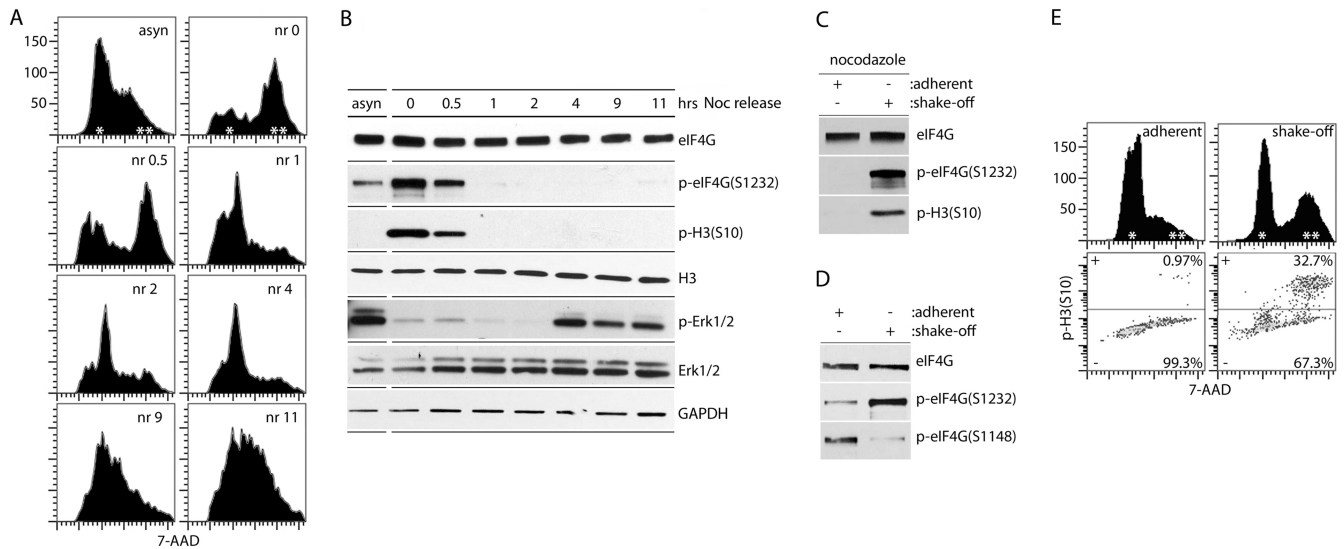 A
asyn
nr 0
150
100
50
* **
* **
nr 0.5
nr 1
nr 2
nr 4
nr 9
nr 11
7-AAD
B
asyn 0 0.5 1 2 4 9 11 hrs Noc release
eIF4G
p-eIF4G(S1232)
p-H3(S10)
H3
p-Erk1/2
Erk1/2
GAPDH
C
nocodazole
+ - :adherent
- + :shake-off
eIF4G
p-eIF4G(S1232)
p-H3(S10)
D
+ - :adherent
- + :shake-off
eIF4G
p-eIF4G(S1232)
p-eIF4G(S1148)
E
adherent
shake-off
150
100
50
* **
* **
p-H3(S10)
+ 0.97%
- 99.3%
+ 32.7%
- 67.3%
7-AAD